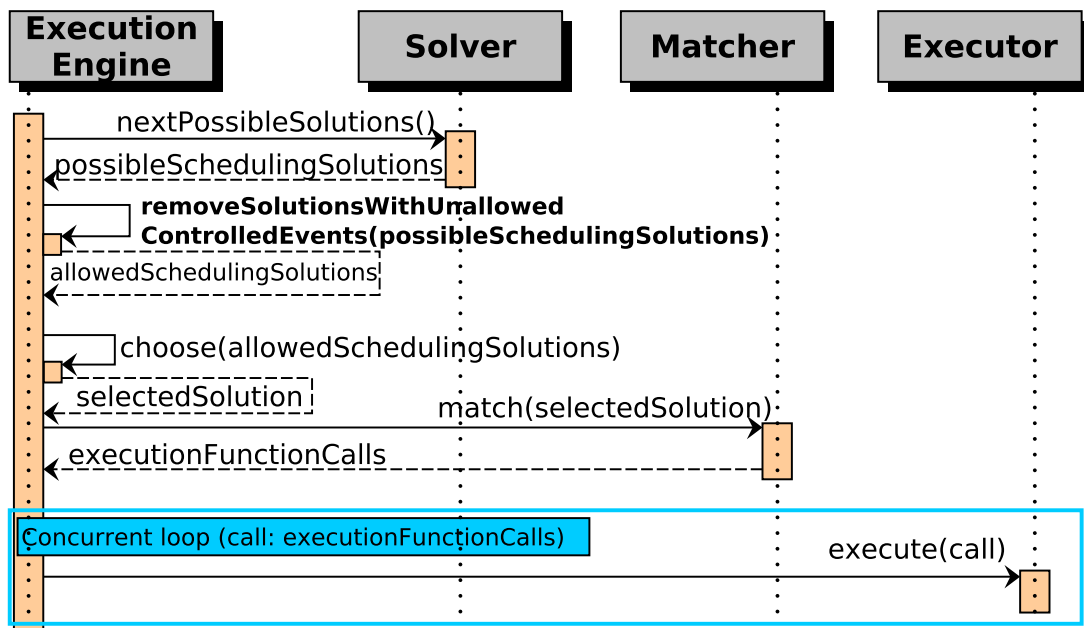 Execution
Engine
Solver
Matcher
Executor
nextPossibleSolutions()
possibleSchedulingSolutions
removeSolutionsWithUnallowed
ControlledEvents(possibleSchedulingSolutions)
allowedSchedulingSolutions
choose(allowedSchedulingSolutions)
selectedSolution
match(selectedSolution)
executionFunctionCalls
Concurrent loop (call: executionFunctionCalls)
execute(call)